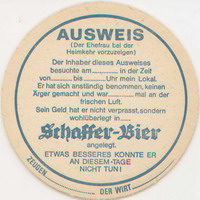 AUSWEIS
(Der Ehefrau bei der
Heimkehr vorzuzeigen)
Der Inhaber dieses Ausweises
besuchte am............ in der Zeit
von............ bis............ Uhr mein Lokal.
Er hat sich anständig benommen, keinen
Ärger gemacht und war............ mal an der
frischen Luft.
Sein Geld hat er nicht verprasst, sondern
wohlüberlegt in......
Schaffer-Bier
angelegt.
ETWAS BESSERES KONNTE ER
AN DIESEM TAGE
NICHT TUN!
ZEUGEN............ DER WIRT............